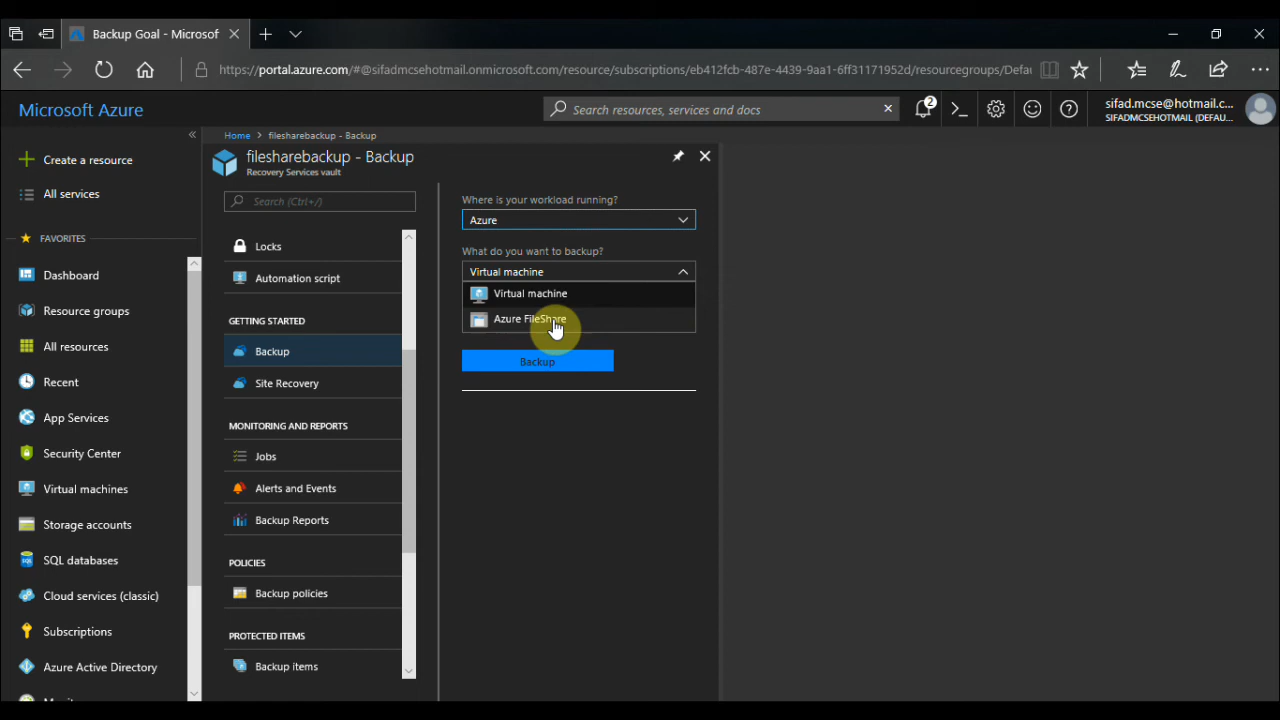 Backup Goal - Microsof
https://portal.azure.com/#@sifadmcsehotmail.onmicrosoft.com/resource/subscriptions/eb412fcb-487e-4439-9aa1-6ff31171952d/resourcegroups/Defau
Microsoft Azure
Search resources, services and docs
2
sifad.mcse@hotmail.c...
SIFADMCSEHOTMAIL (DEFAU...
Home > filesharebackup - Backup
filesharebackup - Backup
Recovery Services vault
Create a resource
All services
FAVORITES
Dashboard
Resource groups
All resources
Recent
App Services
Security Center
Virtual machines
Storage accounts
SQL databases
Cloud services (classic)
Subscriptions
Azure Active Directory
Search (Ctrl+/)
Locks
Automation script
GETTING STARTED
Backup
Site Recovery
MONITORING AND REPORTS
Jobs
Alerts and Events
Backup Reports
POLICIES
Backup policies
PROTECTED ITEMS
Backup items
Where is your workload running?
Azure
What do you want to backup?
Virtual machine
Virtual machine
Azure FileShare
Backup